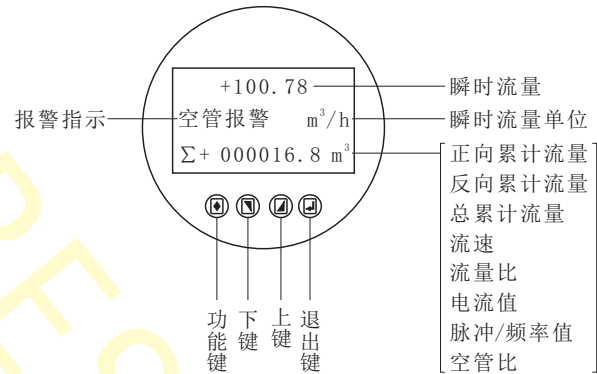 +100.78
空管报警 m³/h
∑+ 000016.8 m³
报警指示
瞬时流量
瞬时流量单位
正向累计流量
反向累计流量
总累计流量
流速
流量比
电流值
脉冲/频率值
空管比
功能键
下键
上键
退出键